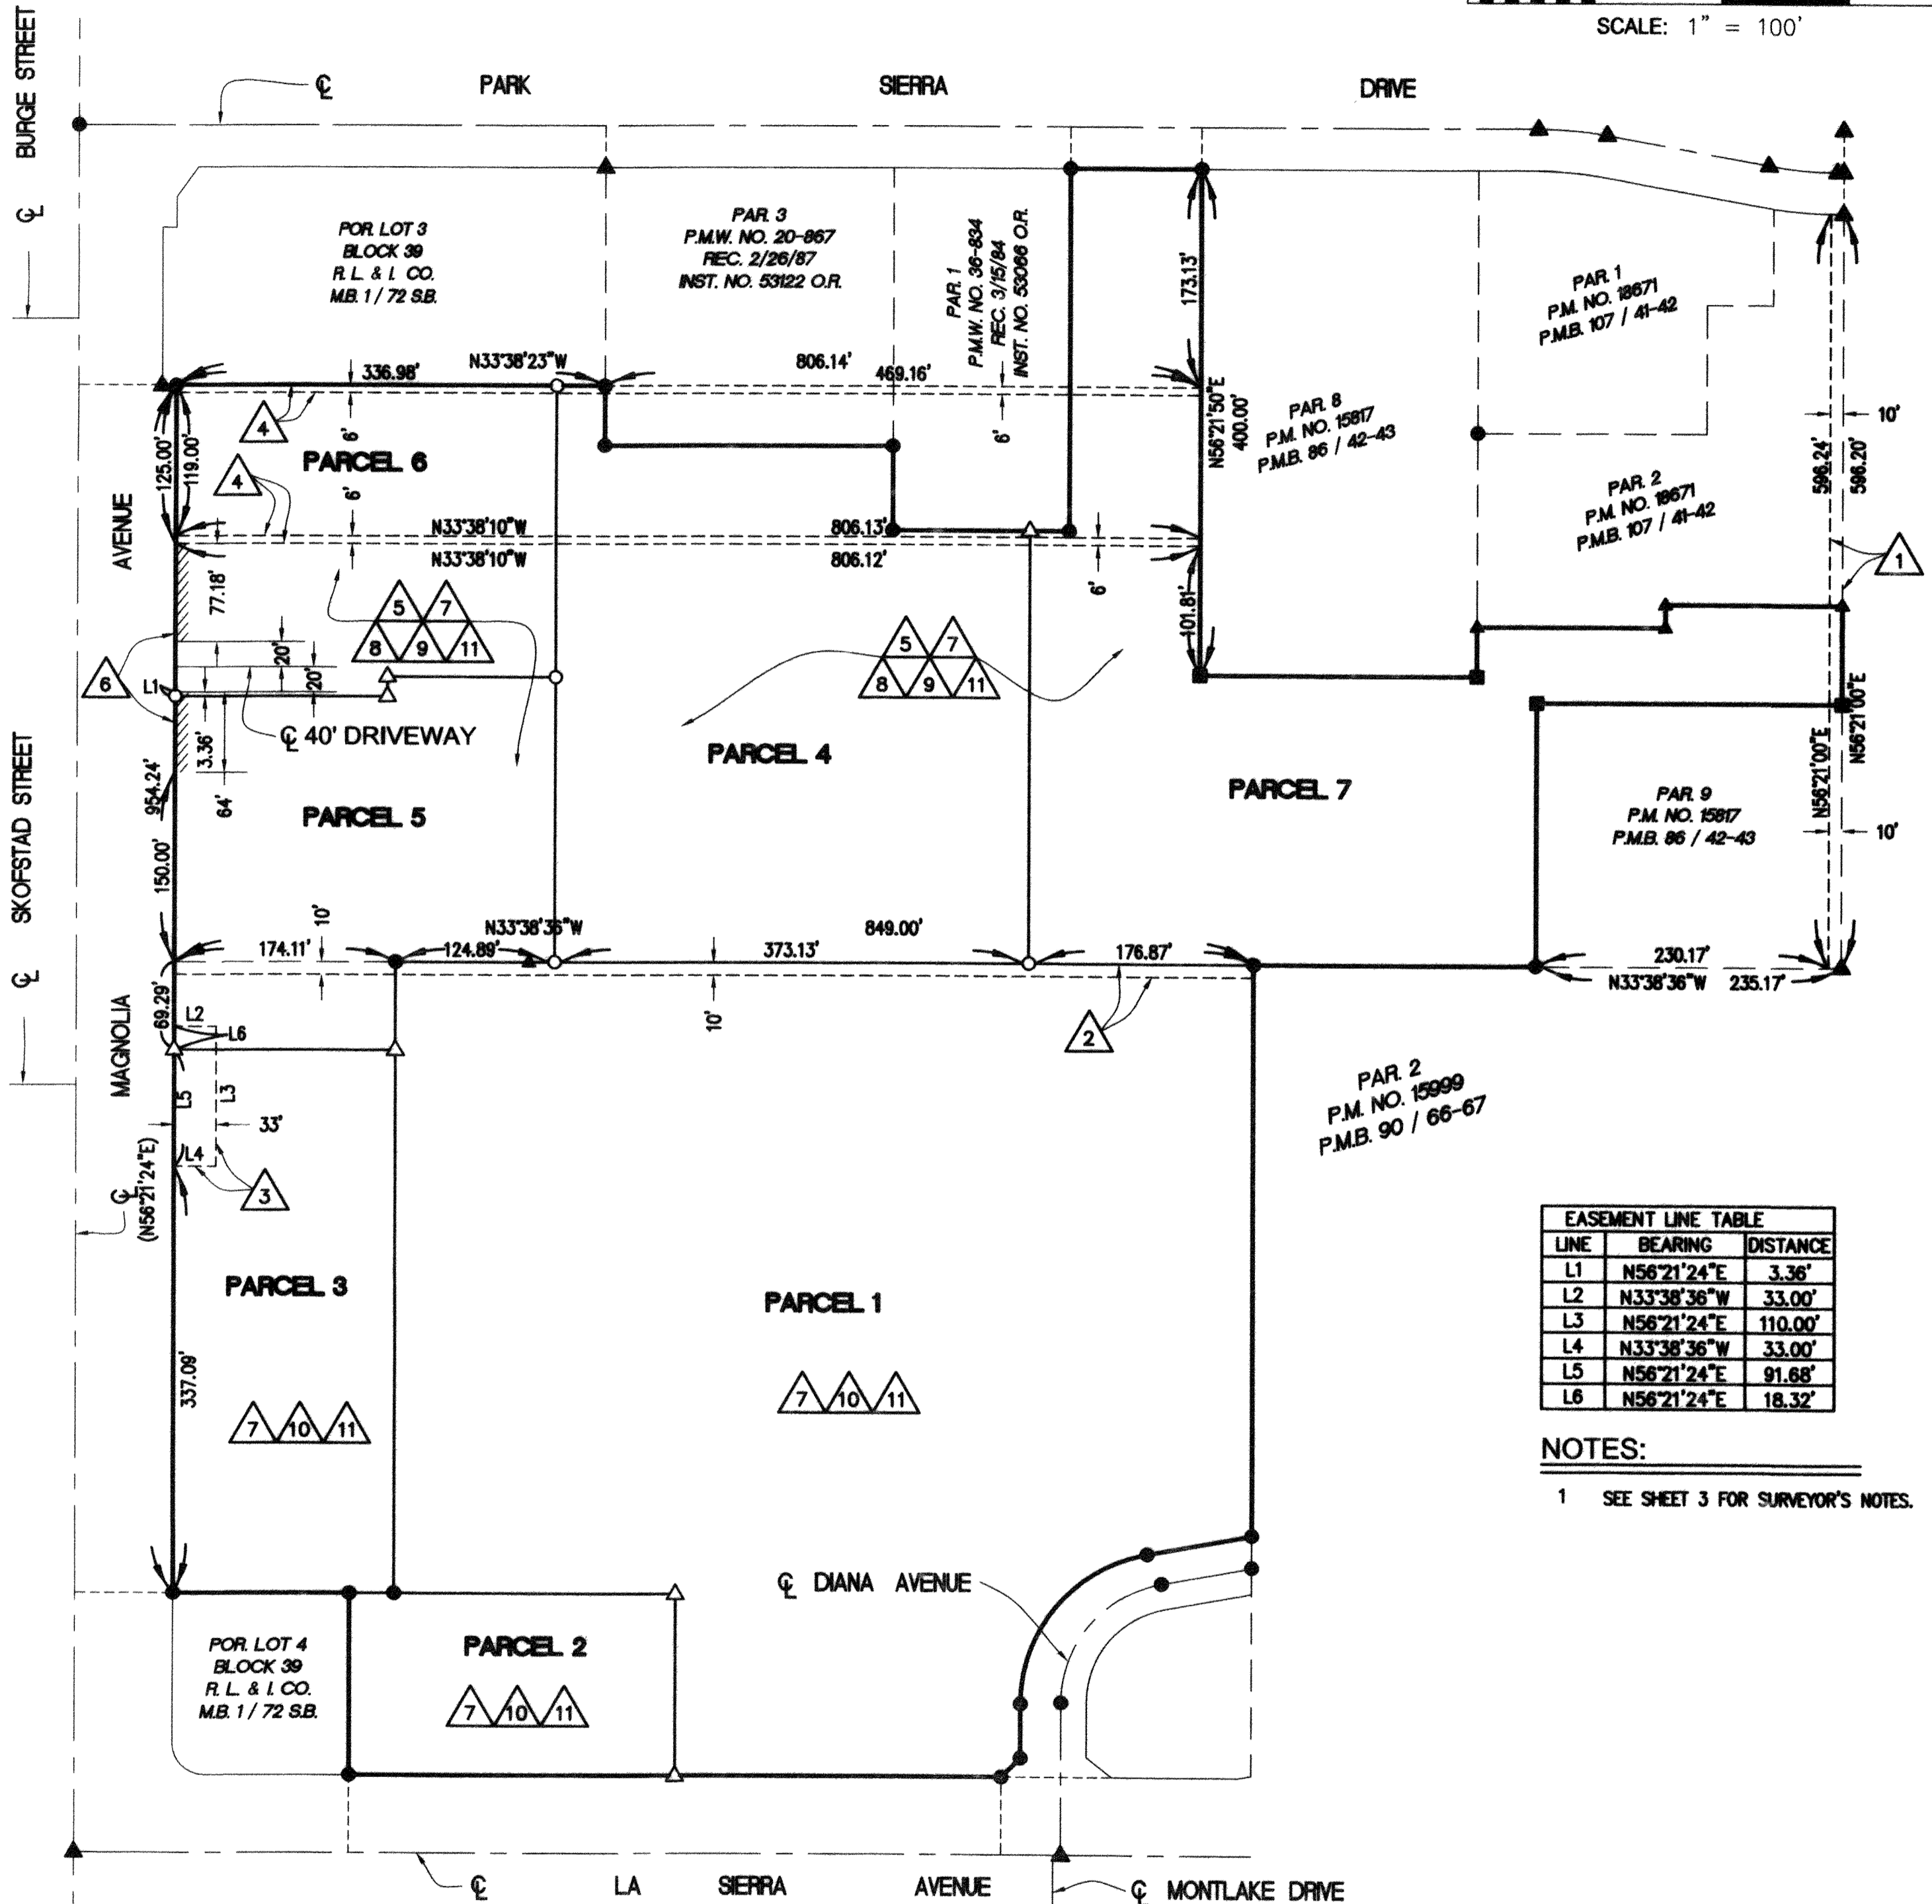 SCALE: 1" = 100'
BURGE STREET
℄
℄ PARK SIERRA DRIVE
POR. LOT 3
BLOCK 39
R. L. & I. CO.
M.B. 1 / 72 S.B.
PAR. 3
P.M.W. NO. 20-867
REC. 2/26/87
INST. NO. 53122 O.R.
PAR. 1
P.M.W. NO. 36-834
REC. 3/15/84
INST. NO. 53066 O.R.
173.13'
PAR. 1
P.M. NO. 18671
P.M.B. 107 / 41-42
N33°38'23"W
336.98'
806.14'
469.16'
6'
6'
N56°21'50"E
400.00'
PAR. 8
P.M. NO. 15817
P.M.B. 86 / 42-43
10'
596.24'
596.20'
125.00'
119.00'
4
PARCEL 6
4
6'
AVENUE
PAR. 2
P.M. NO. 18671
P.M.B. 107 / 41-42
N33°38'10"W
806.13'
N33°38'10"W
806.12'
6'
1
77.18'
5 7
8 9 11
5 7
8 9 11
101.81'
20'
20'
6
L1
3.36'
64'
℄ 40' DRIVEWAY
PARCEL 4
N56°21'00"E
N56°21'00"E
SKOFSTAD STREET
℄
954.24'
PARCEL 5
PARCEL 7
PAR. 9
P.M. NO. 15817
P.M.B. 86 / 42-43
10'
150.00'
10'
N33°38'36"W
849.00'
174.11'
124.89'
373.13'
176.87'
230.17'
N33°38'36"W
235.17'
10'
69.29'
L2
L6
2
MAGNOLIA
L5
L3
33'
L4
3
℄
(N56°21'24"E)
PAR. 2
P.M. NO. 15999
P.M.B. 90 / 66-67
EASEMENT LINE TABLE
LINE BEARING DISTANCE
L1 N56°21'24"E 3.36'
L2 N33°38'36"W 33.00'
L3 N56°21'24"E 110.00'
L4 N33°38'36"W 33.00'
L5 N56°21'24"E 91.68'
L6 N56°21'24"E 18.32'
NOTES:
1 SEE SHEET 3 FOR SURVEYOR'S NOTES.
PARCEL 3
PARCEL 1
337.09'
7 10 11
7 10 11
℄ DIANA AVENUE
POR. LOT 4
BLOCK 39
R. L. & I. CO.
M.B. 1 / 72 S.B.
PARCEL 2
7 10 11
℄ LA SIERRA AVENUE
℄ MONTLAKE DRIVE